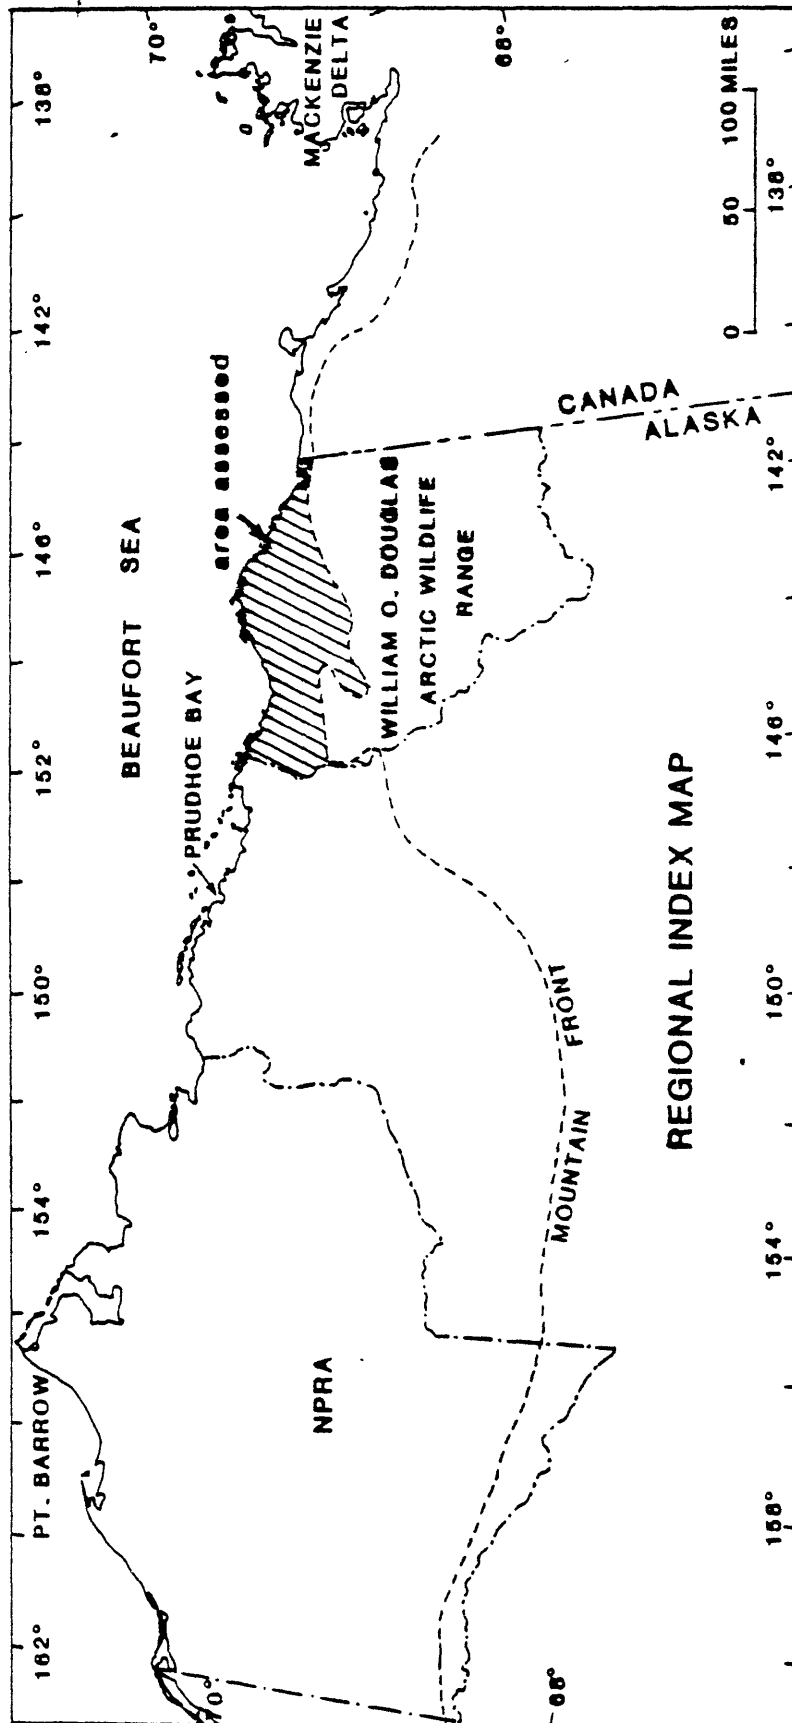 162°
154°
150°
152°
146°
142°
138°
PT. BARROW
BEAUFORT SEA
70°
PRUDHOE BAY
area assessed
MACKENZIE
DELTA
70°
NPRA
WILLIAM O. DOUGLAS
ARCTIC WILDLIFE
RANGE
68°
68°
MOUNTAIN FRONT
CANADA
ALASKA
REGIONAL INDEX MAP
0 50 100 MILES
158°
154°
150°
146°
142°
138°